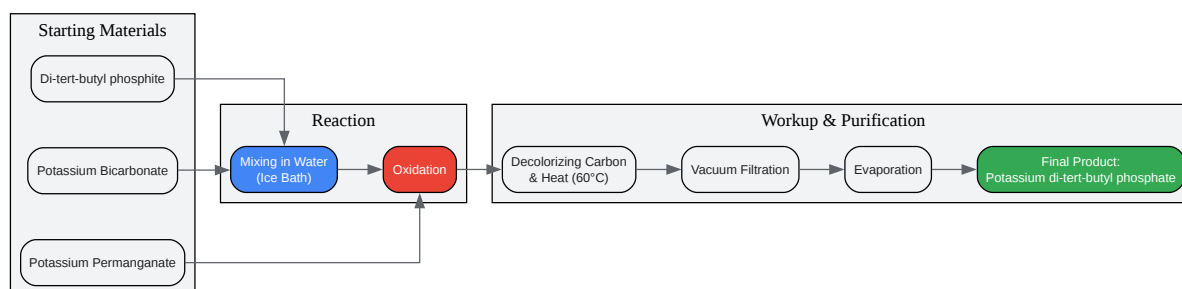 Starting Materials
Di-tert-butyl phosphite
Potassium Bicarbonate
Potassium Permanganate
Reaction
Mixing in Water
(Ice Bath)
Oxidation
Workup & Purification
Decolorizing Carbon
& Heat (60°C)
Vacuum Filtration
Evaporation
Final Product:
Potassium di-tert-butyl phosphate